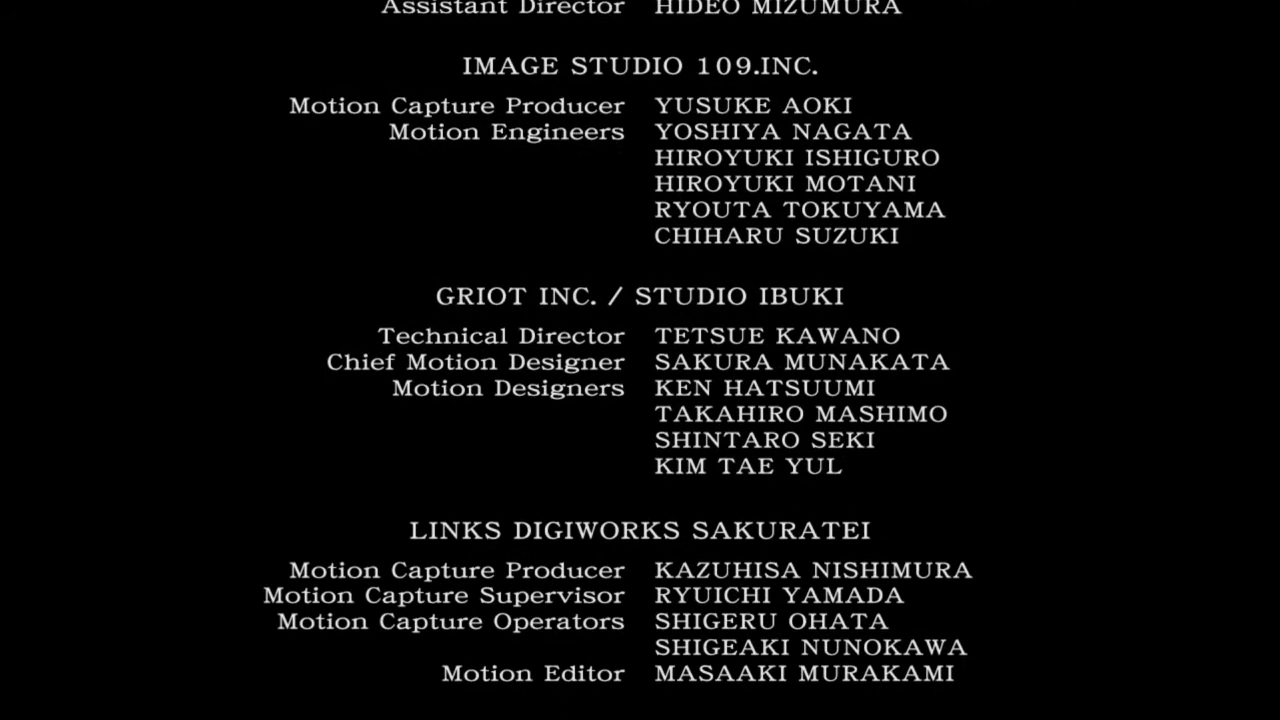 Assistant Director HIDEO MIZUMURA
IMAGE STUDIO 109.INC.
Motion Capture Producer YUSUKE AOKI
Motion Engineers YOSHIYA NAGATA
HIROYUKI ISHIGURO
HIROYUKI MOTANI
RYOUTA TOKUYAMA
CHIHARU SUZUKI
GRIOT INC. / STUDIO IBUKI
Technical Director TETSUE KAWANO
Chief Motion Designer SAKURA MUNAKATA
Motion Designers KEN HATSUUMI
TAKAHIRO MASHIMO
SHINTARO SEKI
KIM TAE YUL
LINKS DIGIWORKS SAKURATEI
Motion Capture Producer KAZUHISA NISHIMURA
Motion Capture Supervisor RYUICHI YAMADA
Motion Capture Operators SHIGERU OHATA
SHIGEAKI NUNOKAWA
Motion Editor MASAAKI MURAKAMI